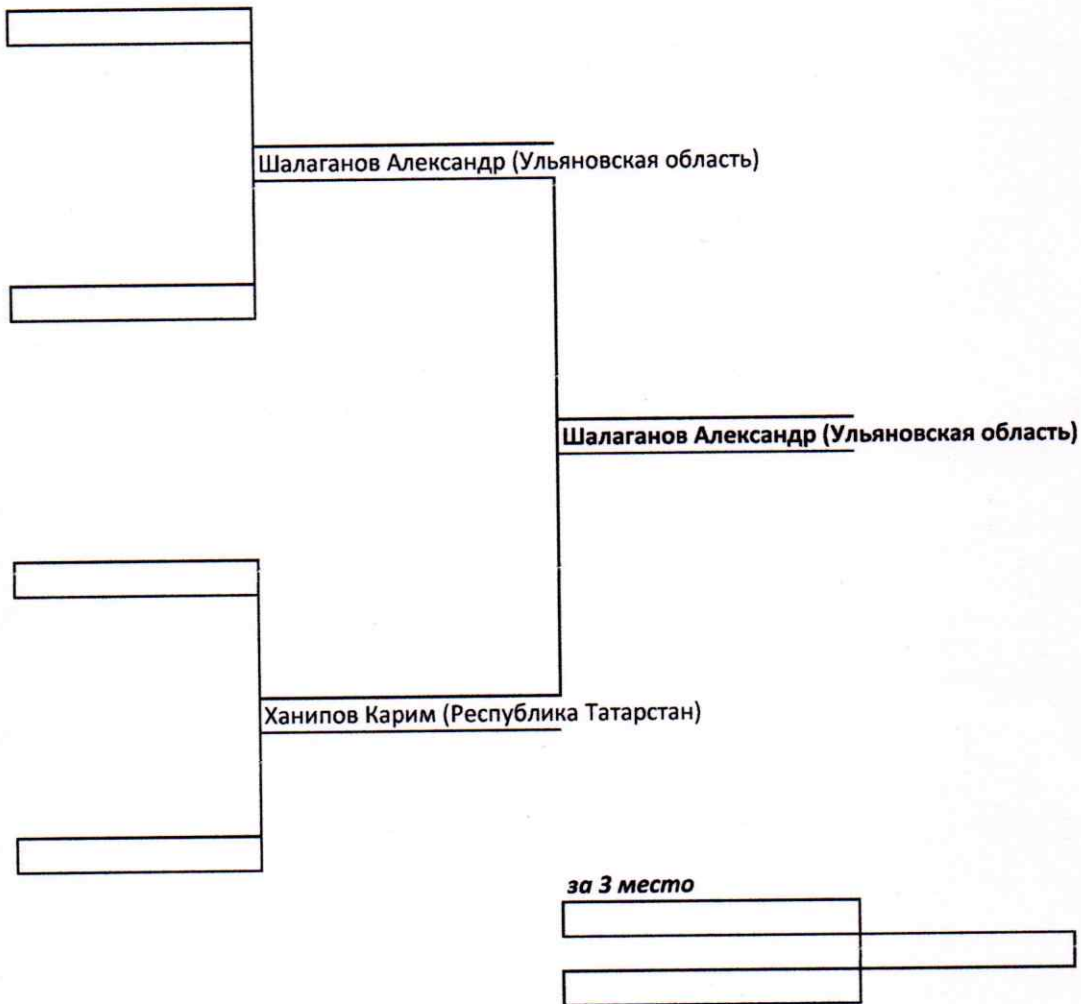 Шалаганов Александр (Ульяновская область)
Шалаганов Александр (Ульяновская область)
Ханипов Карим (Республика Татарстан)
за 3 место